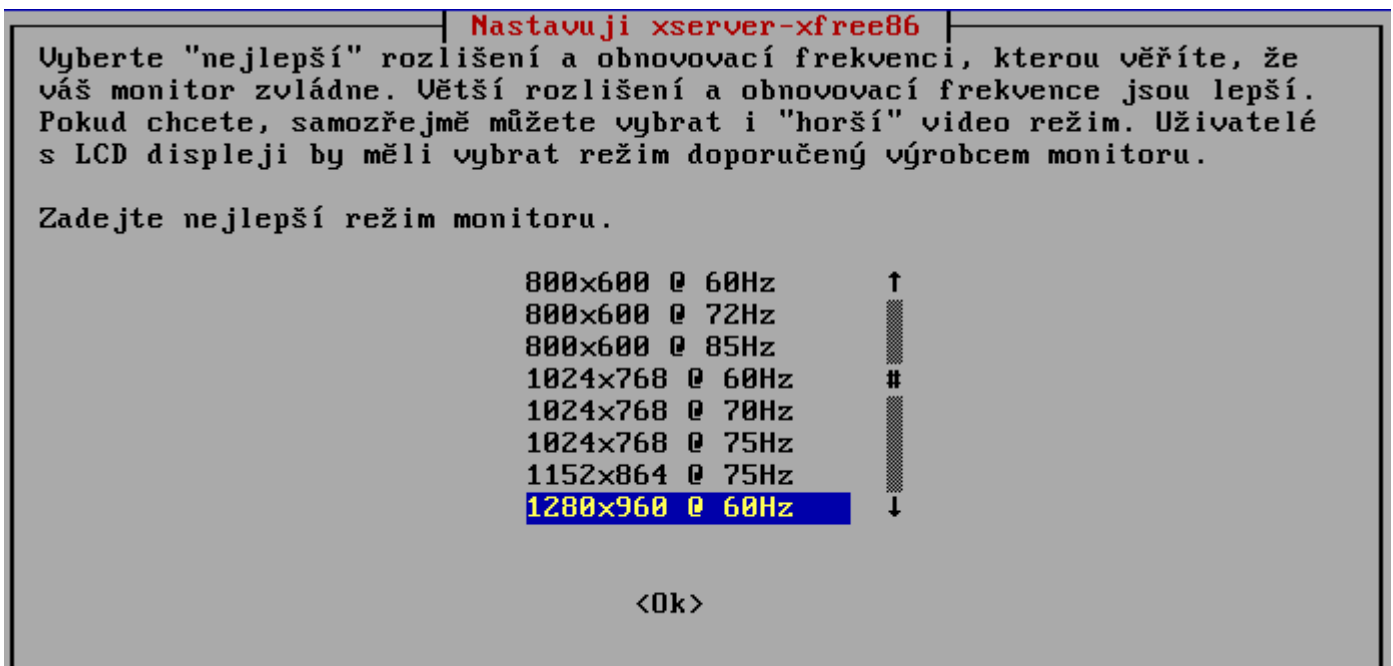 Nastavuji xserver-xfree86
Vyberte "nejlepší" rozlišení a obnovovací frekvenci, kterou věříte, že
váš monitor zvládne. Větší rozlišení a obnovovací frekvence jsou lepší.
Pokud chcete, samozřejmě můžete vybrat i "horší" video režim. Uživatelé
s LCD displeji by měli vybrat režim doporučený výrobcem monitoru.
Zadejte nejlepší režim monitoru.
800x600 @ 60Hz ↑
800x600 @ 72Hz
800x600 @ 85Hz
1024x768 @ 60Hz #
1024x768 @ 70Hz
1024x768 @ 75Hz
1152x864 @ 75Hz
1280x960 @ 60Hz ↓
<Ok>